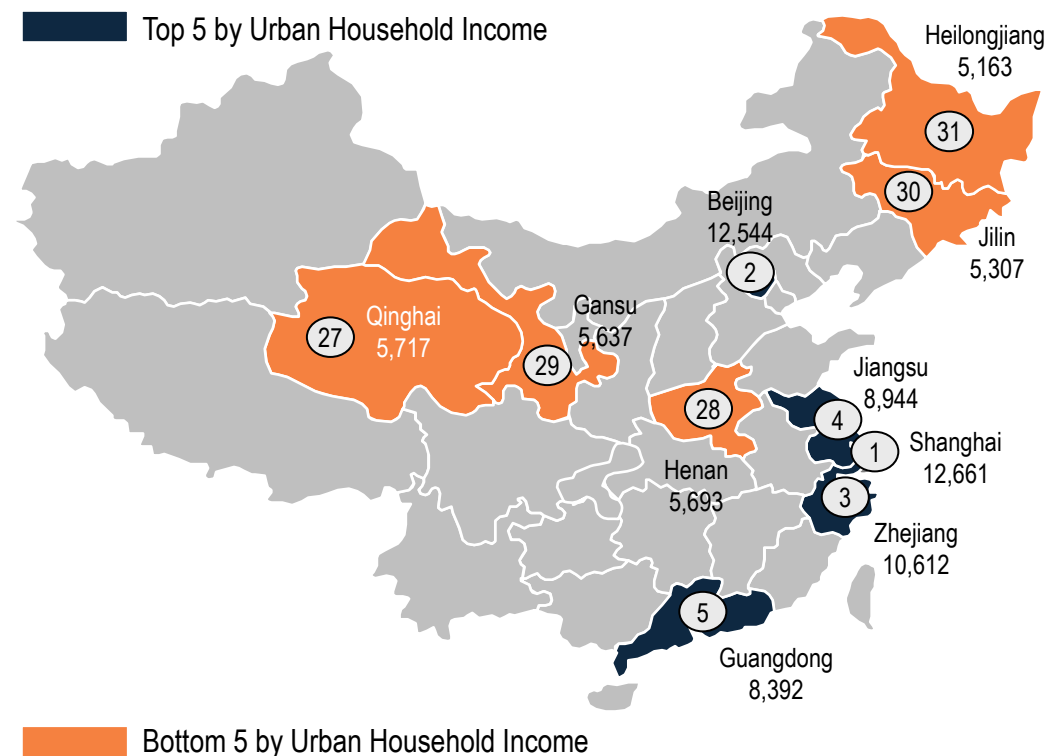 Top 5 by Urban Household Income
Heilongjiang
5,163
31
30
Jilin
5,307
Beijing
12,544
2
Qinghai
5,717
27
Gansu
5,637
29
28
Henan
5,693
Jiangsu
8,944
4
1
Shanghai
12,661
3
Zhejiang
10,612
5
Guangdong
8,392
Bottom 5 by Urban Household Income